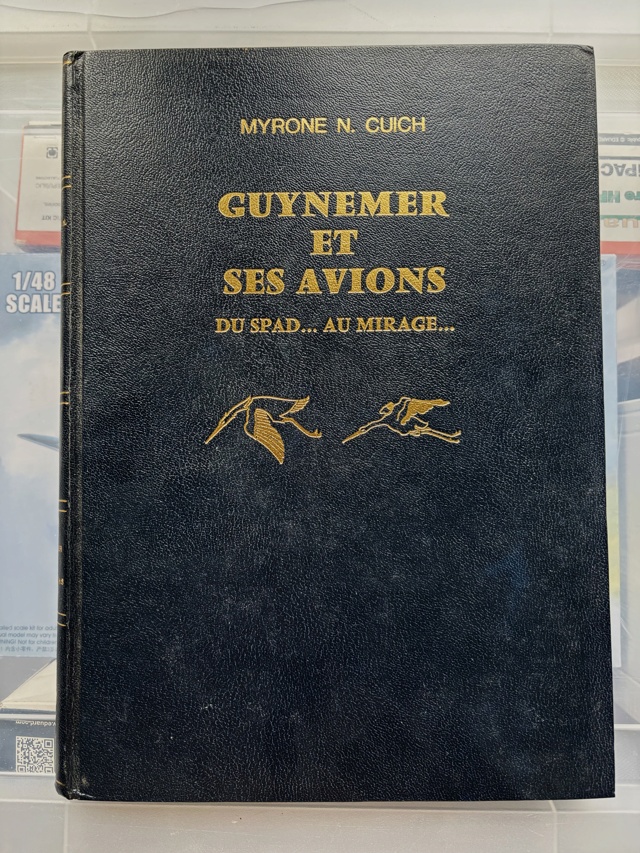 MYRONE N. CUICH
GUYNEMER
ET
SES AVIONS
DU SPAD... AU MIRAGE...
1/48
SCALE